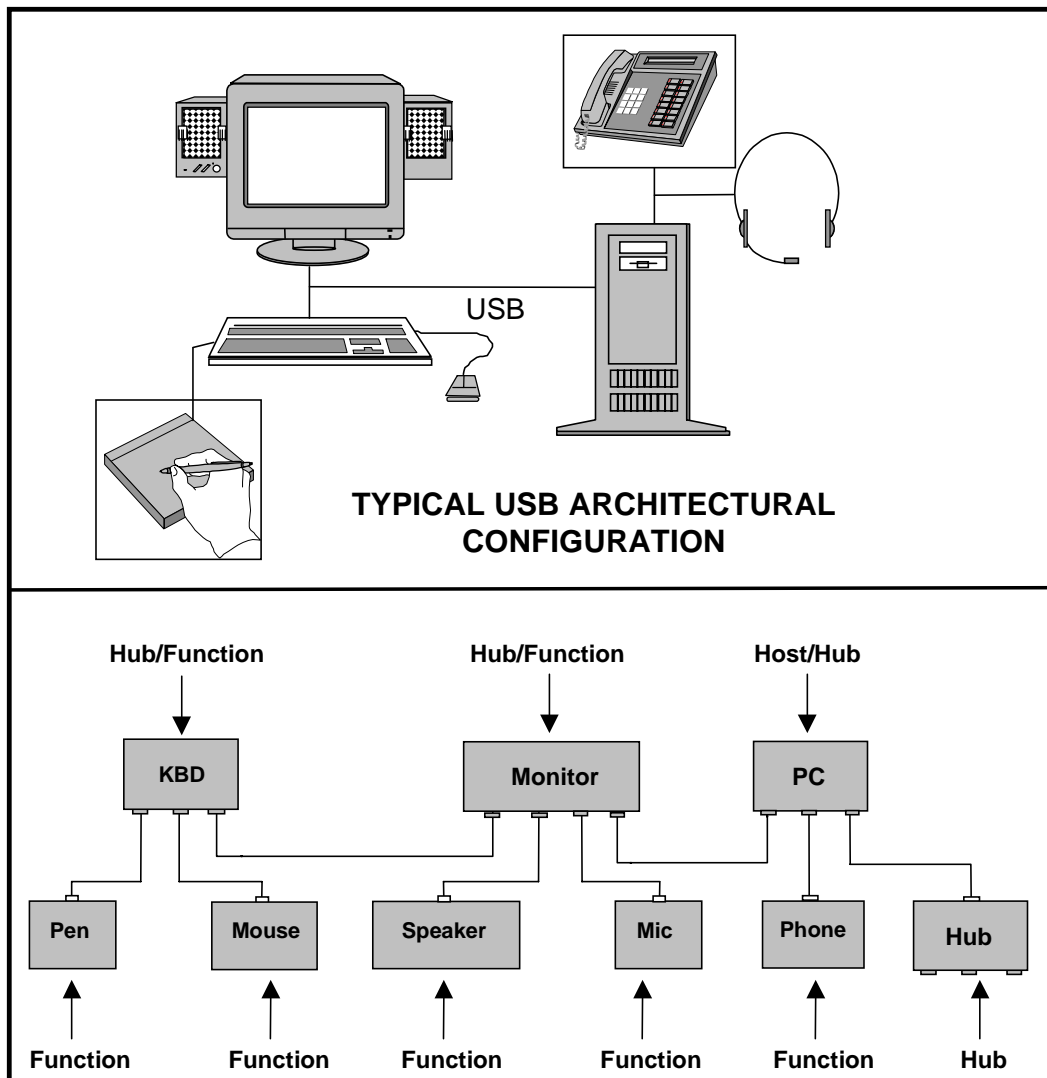 USB
TYPICAL USB ARCHITECTURAL
CONFIGURATION
Hub/Function
Hub/Function
Host/Hub
KBD
Monitor
PC
Pen
Mouse
Speaker
Mic
Phone
Hub
Function
Function
Function
Function
Function
Hub